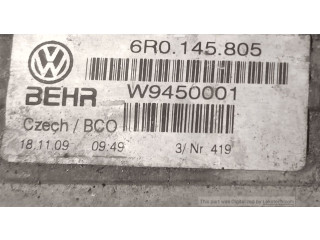 6R0.145.805
BEHR W9450001
Czech / BCO
18.11.09 09:49 3/ Nr. 419